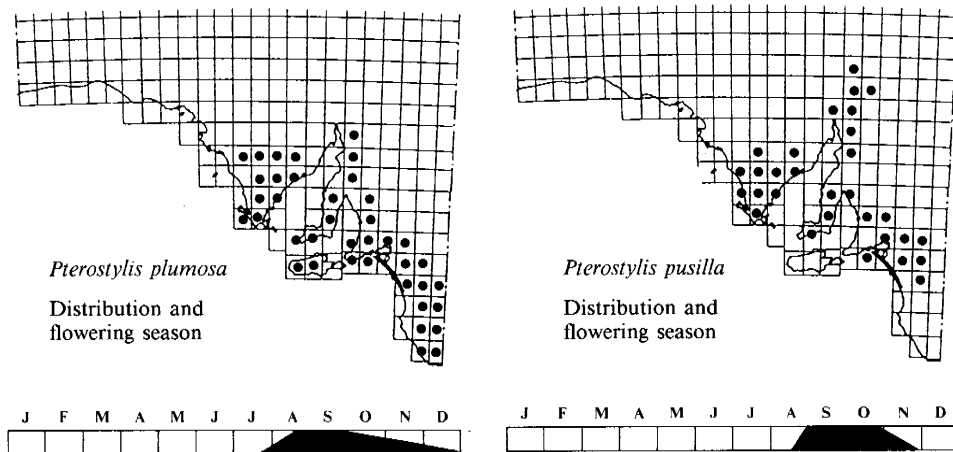 Pterostylis plumosa
Distribution and
flowering season
J F M A M J J A S O N D
Pterostylis pusilla
Distribution and
flowering season
J F M A M J J A S O N D